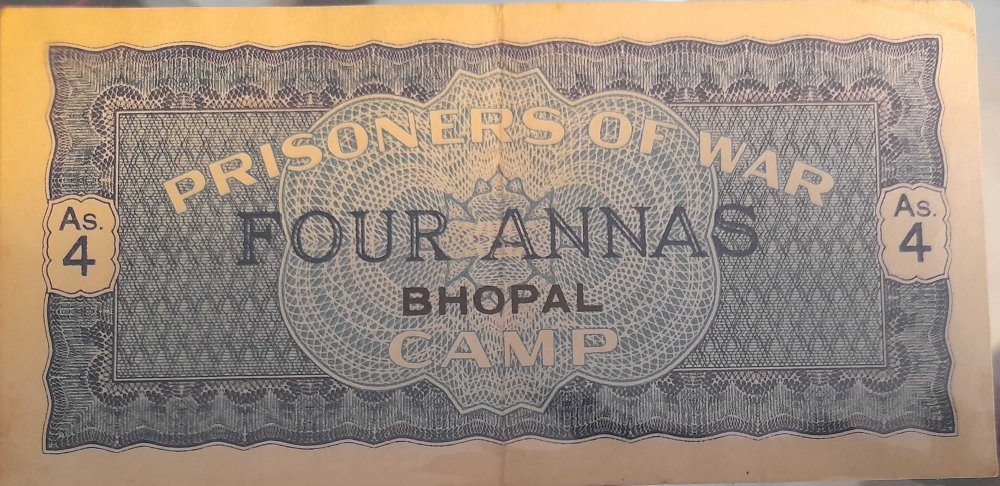 PRISONERS OF WAR
As. 4
FOUR ANNAS
As. 4
BHOPAL
CAMP